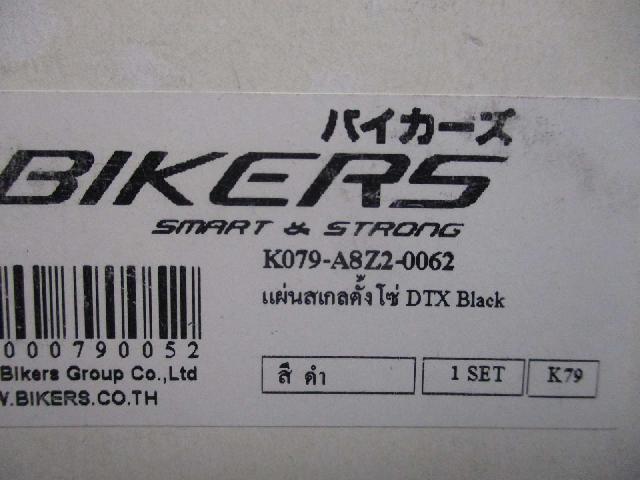 バイカーズ
BIKERS
SMART & STRONG
K079-A8Z2-0062
แผ่นสเกลตั้งโซ่ DTX Black
000790052
Bikers Group Co.,Ltd
W.BIKERS.CO.TH
สี ดำ
1 SET
K79